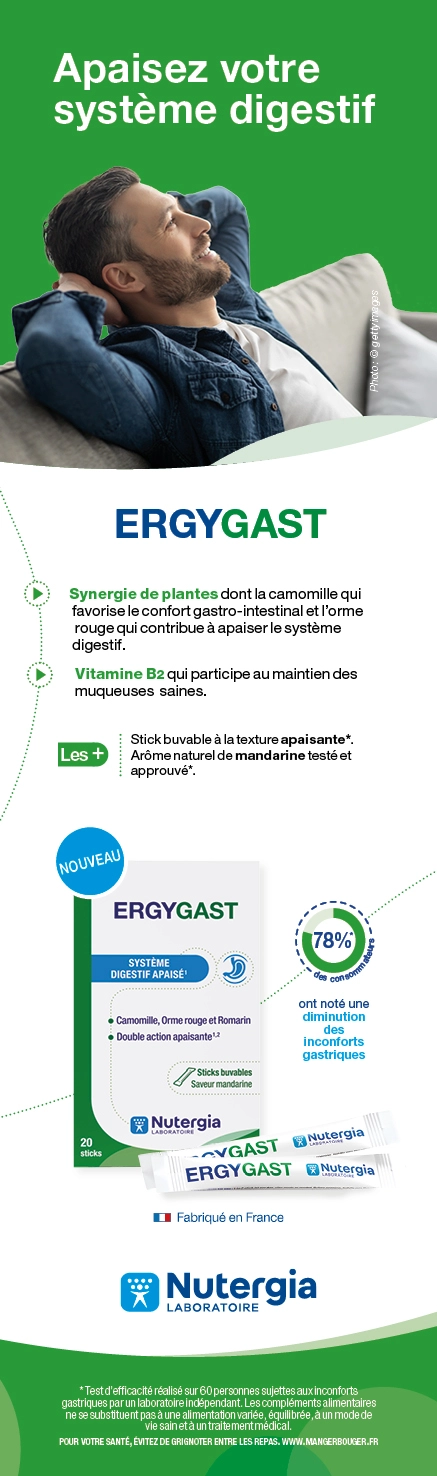 Apaisez votre
système digestif
Photo : © gettyimages
ERGYGAST
Synergie de plantes dont la camomille qui
favorise le confort gastro-intestinal et l'orme
rouge qui contribue à apaiser le système
digestif.
Vitamine B2 qui participe au maintien des
muqueuses saines.
Les +
Stick buvable à la texture apaisante*.
Arôme naturel de mandarine testé et
approuvé*.
NOUVEAU
ERGYGAST
SYSTÈME
DIGESTIF APAISÉ¹
Camomille, Orme rouge et Romarin
Double action apaisante¹,²
Sticks buvables
Saveur mandarine
Nutergia
LABORATOIRE
20
sticks
78%*
des consommateurs
ont noté une
diminution
des
inconforts
gastriques
ERGYGAST
Nutergia
LABORATOIRE
ERGYGAST
Nutergia
LABORATOIRE
Fabriqué en France
Nutergia
LABORATOIRE
* Test d'efficacité réalisé sur 60 personnes sujettes aux inconforts
gastriques par un laboratoire indépendant. Les compléments alimentaires
ne se substituent pas à une alimentation variée, équilibrée, à un mode de
vie sain et à un traitement médical.
POUR VOTRE SANTÉ, ÉVITEZ DE GRIGNOTER ENTRE LES REPAS. WWW.MANGERBOUGER.FR